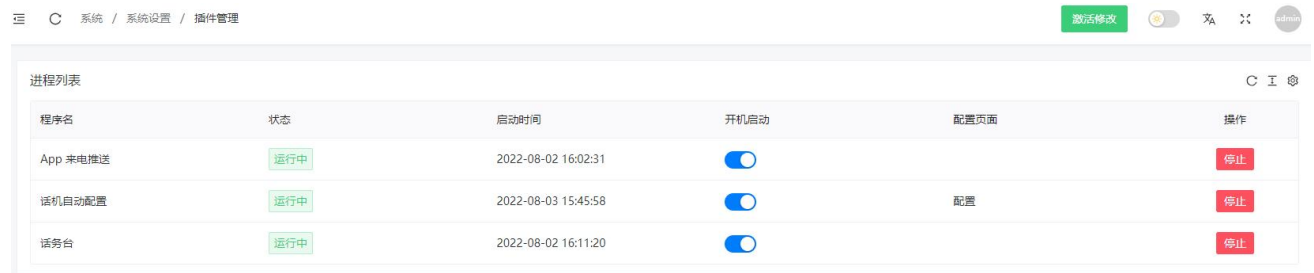 系统 / 系统设置 / 插件管理 激活修改 admin
进程列表
程序名 状态 启动时间 开机启动 配置页面 操作
App 来电推送 运行中 2022-08-02 16:02:31 停止
话机自动配置 运行中 2022-08-03 15:45:58 配置 停止
话务台 运行中 2022-08-02 16:11:20 停止